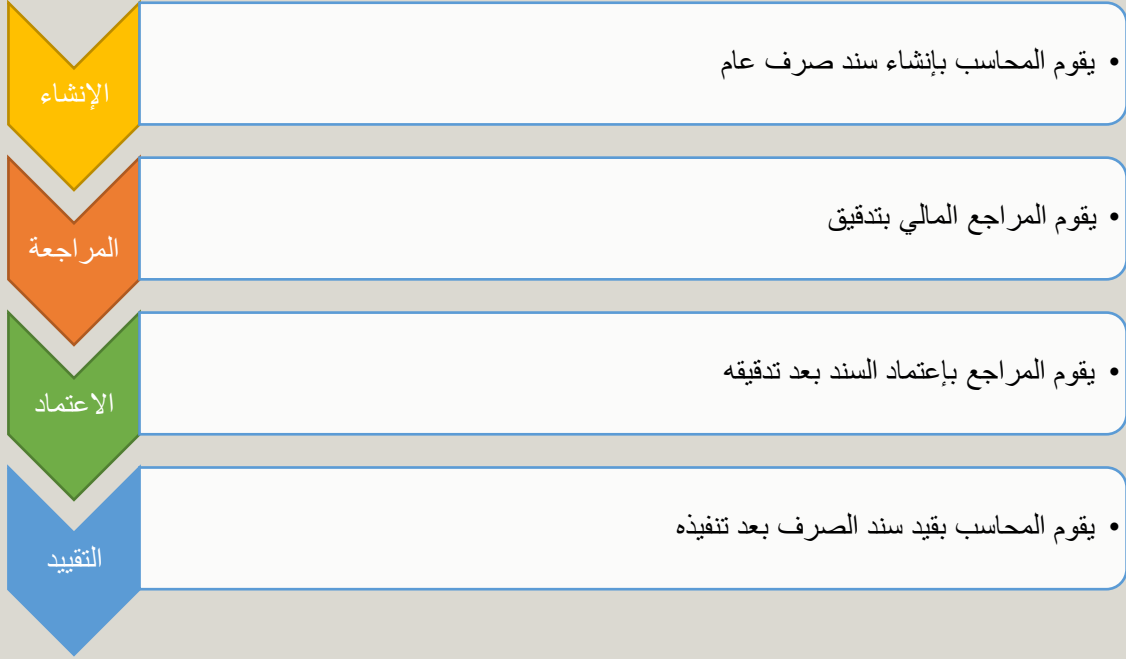 الإنشاء
• يقوم المحاسب بإنشاء سند صرف عام
المراجعة
• يقوم المراجع المالي بتدقيق
الاعتماد
• يقوم المراجع بإعتماد السند بعد تدقيقه
التقييد
• يقوم المحاسب بقيد سند الصرف بعد تنفيذه